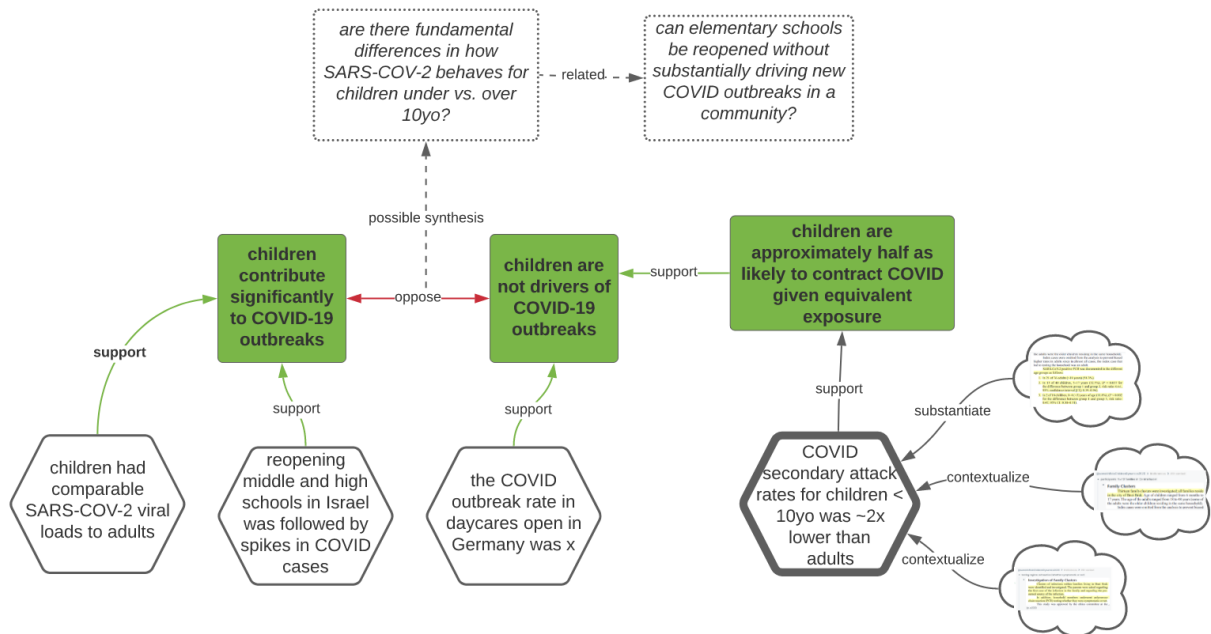 are there fundamental
differences in how
SARS-COV-2 behaves for
children under vs. over
10yo?
can elementary schools
be reopened without
substantially driving new
COVID outbreaks in a
community?
related
possible synthesis
children
contribute
significantly
to COVID-19
outbreaks
oppose
children are
not drivers of
COVID-19
outbreaks
support
children are
approximately half as
likely to contract COVID
given equivalent
exposure
support
support
support
support
substantiate
contextualize
contextualize
children had
comparable
SARS-COV-2 viral
loads to adults
reopening
middle and high
schools in Israel
was followed by
spikes in COVID
cases
the COVID
outbreak rate in
daycares open in
Germany was x
COVID
secondary attack
rates for children <
10yo was ~2x
lower than
adults
Family Clusters
Investigation of Family Clusters